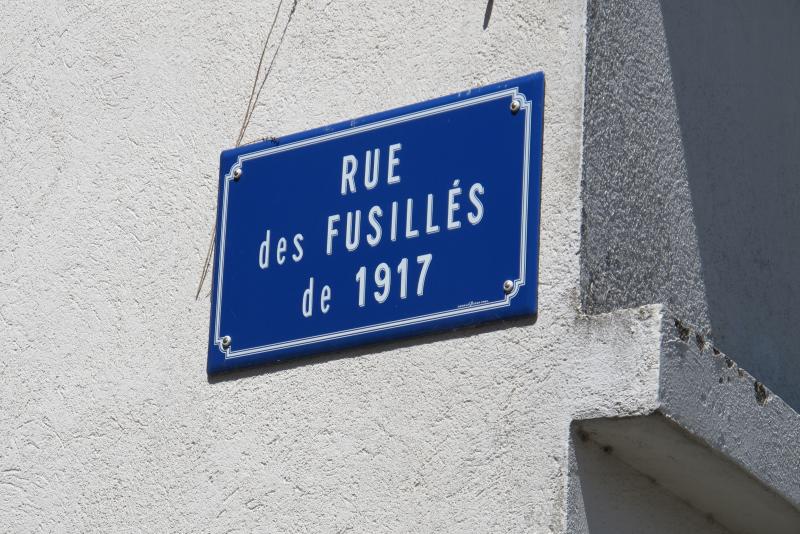 RUE
des FUSILLÉS
de 1917